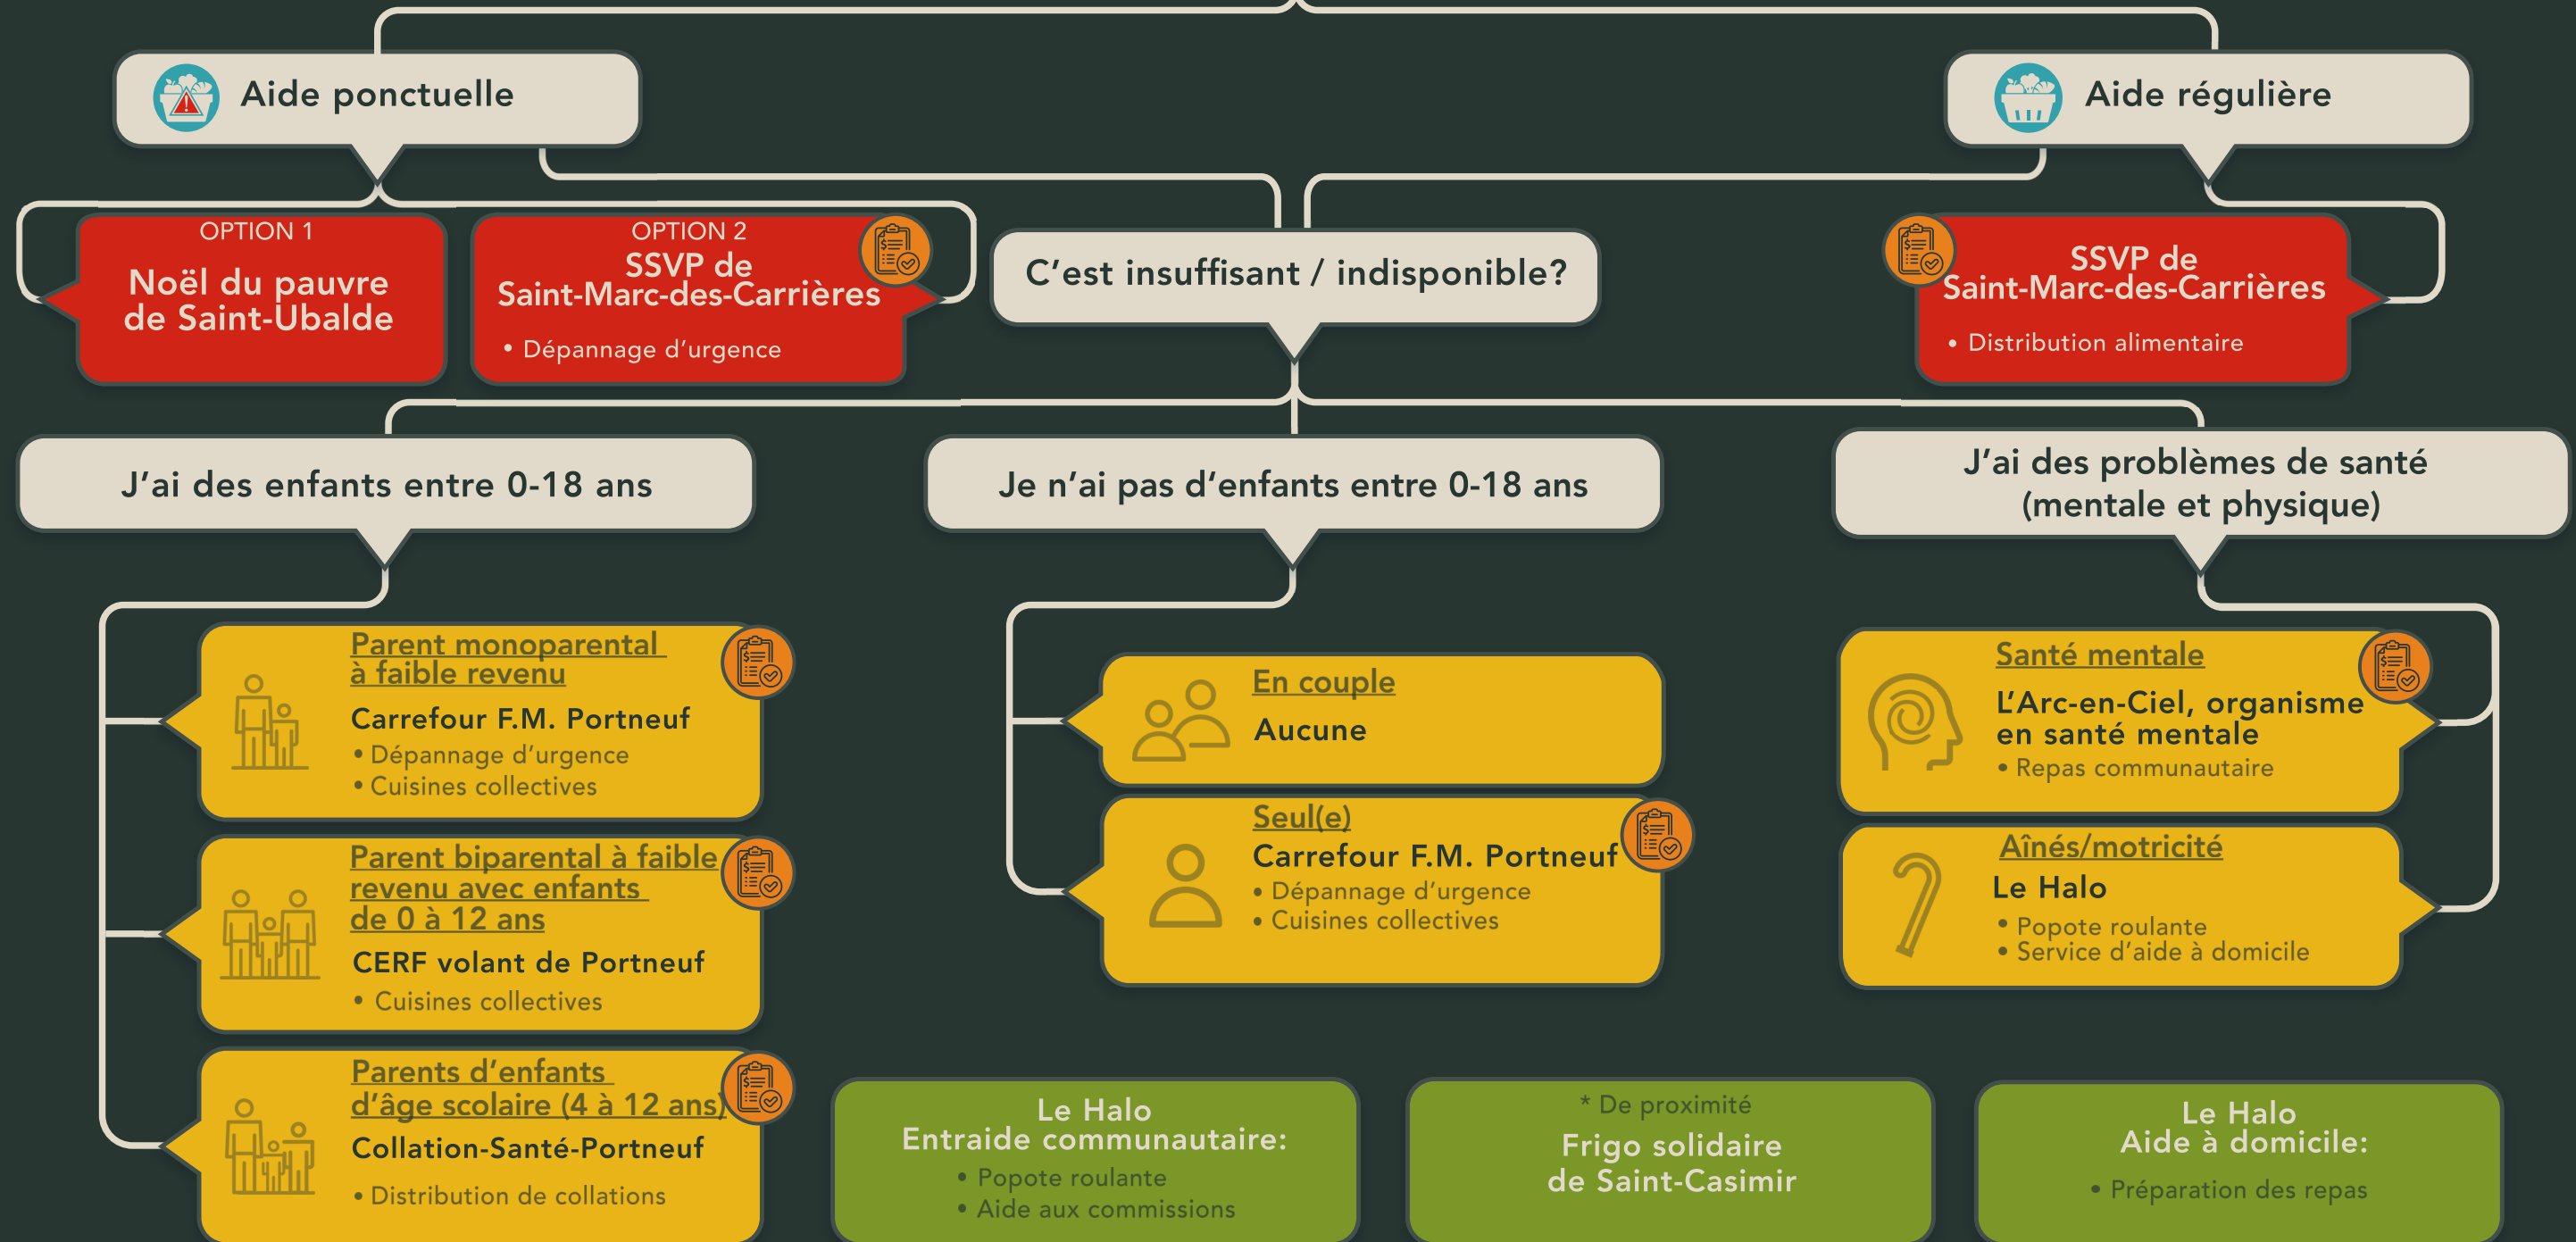 Aide ponctuelle
Aide régulière
OPTION 1
Noël du pauvre
de Saint-Ubalde
OPTION 2
SSVP de
Saint-Marc-des-Carrières
• Dépannage d’urgence
C’est insuffisant / indisponible?
SSVP de
Saint-Marc-des-Carrières
• Distribution alimentaire
J’ai des enfants entre 0-18 ans
Je n’ai pas d‘enfants entre 0-18 ans
J’ai des problèmes de santé
(mentale et physique)
Parent monoparental
à faible revenu
Carrefour F.M. Portneuf
• Dépannage d’urgence
• Cuisines collectives
Parent biparental à faible
revenu avec enfants
de 0 à 12 ans
CERF volant de Portneuf
• Cuisines collectives
Parents d’enfants
d’âge scolaire (4 à 12 ans)
Collation-Santé-Portneuf
• Distribution de collations
En couple
Aucune
Seul(e)
Carrefour F.M. Portneuf
• Dépannage d’urgence
• Cuisines collectives
Santé mentale
L’Arc-en-Ciel, organisme
en santé mentale
• Repas communautaire
Aînés/motricité
Le Halo
• Popote roulante
• Service d’aide à domicile
Le Halo
Entraide communautaire:
• Popote roulante
• Aide aux commissions
* De proximité
Frigo solidaire
de Saint-Casimir
Le Halo
Aide à domicile:
• Préparation des repas